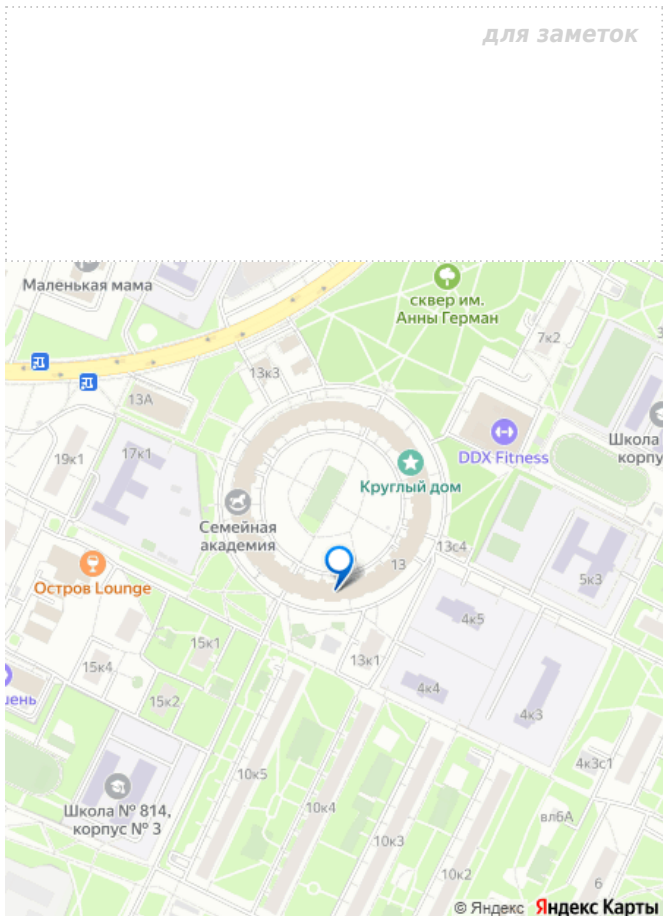 для заметок
Маленькая мама
сквер им.
Анны Герман
7к2
13к3
13А
Школа
корпу
DDX Fitness
17к1
19к1
Круглый дом
Семейная
академия
13с4
13
5к3
Остров Lounge
4к5
15к1
13к1
15к4
4к4
ень
15к2
4к3
4к3с1
10к5
Школа № 814,
корпус № 3
10к4
вл6А
10к3
10к2
6
© Яндекс Яндекс Карты